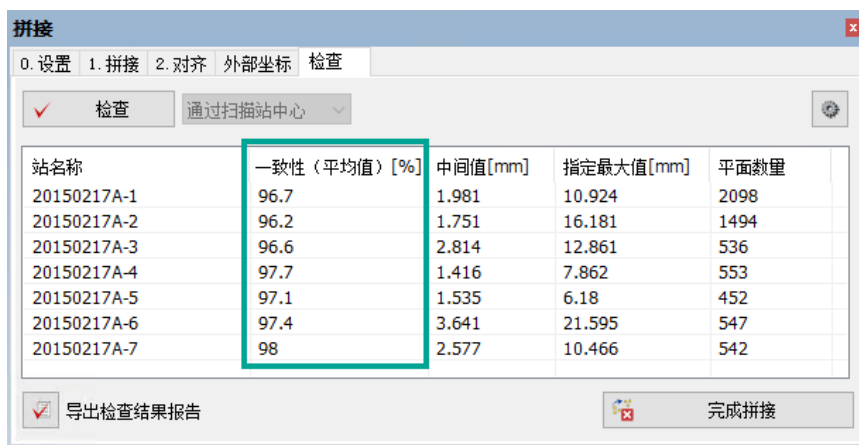 拼接
0. 设置 1. 拼接 2. 对齐 外部坐标 检查
检查 通过扫描站中心
站名称 一致性（平均值）[%] 中间值[mm] 指定最大值[mm] 平面数量
20150217A-1 96.7 1.981 10.924 2098
20150217A-2 96.2 1.751 16.181 1494
20150217A-3 96.6 2.814 12.861 536
20150217A-4 97.7 1.416 7.862 553
20150217A-5 97.1 1.535 6.18 452
20150217A-6 97.4 3.641 21.595 547
20150217A-7 98 2.577 10.466 542
导出检查结果报告 完成拼接